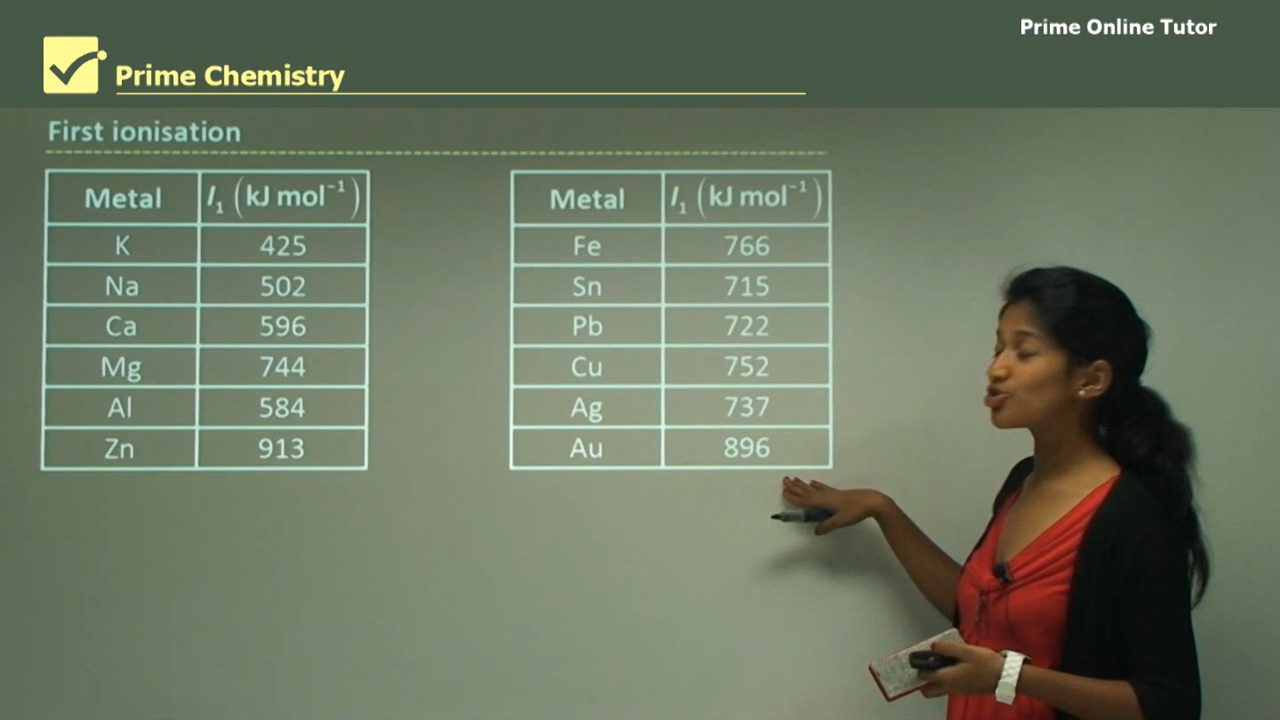 Prime Online Tutor
Prime Chemistry
First ionisation
Metal I₁ (kJ mol⁻¹)
K 425
Na 502
Ca 596
Mg 744
Al 584
Zn 913
Metal I₁ (kJ mol⁻¹)
Fe 766
Sn 715
Pb 722
Cu 752
Ag 737
Au 896